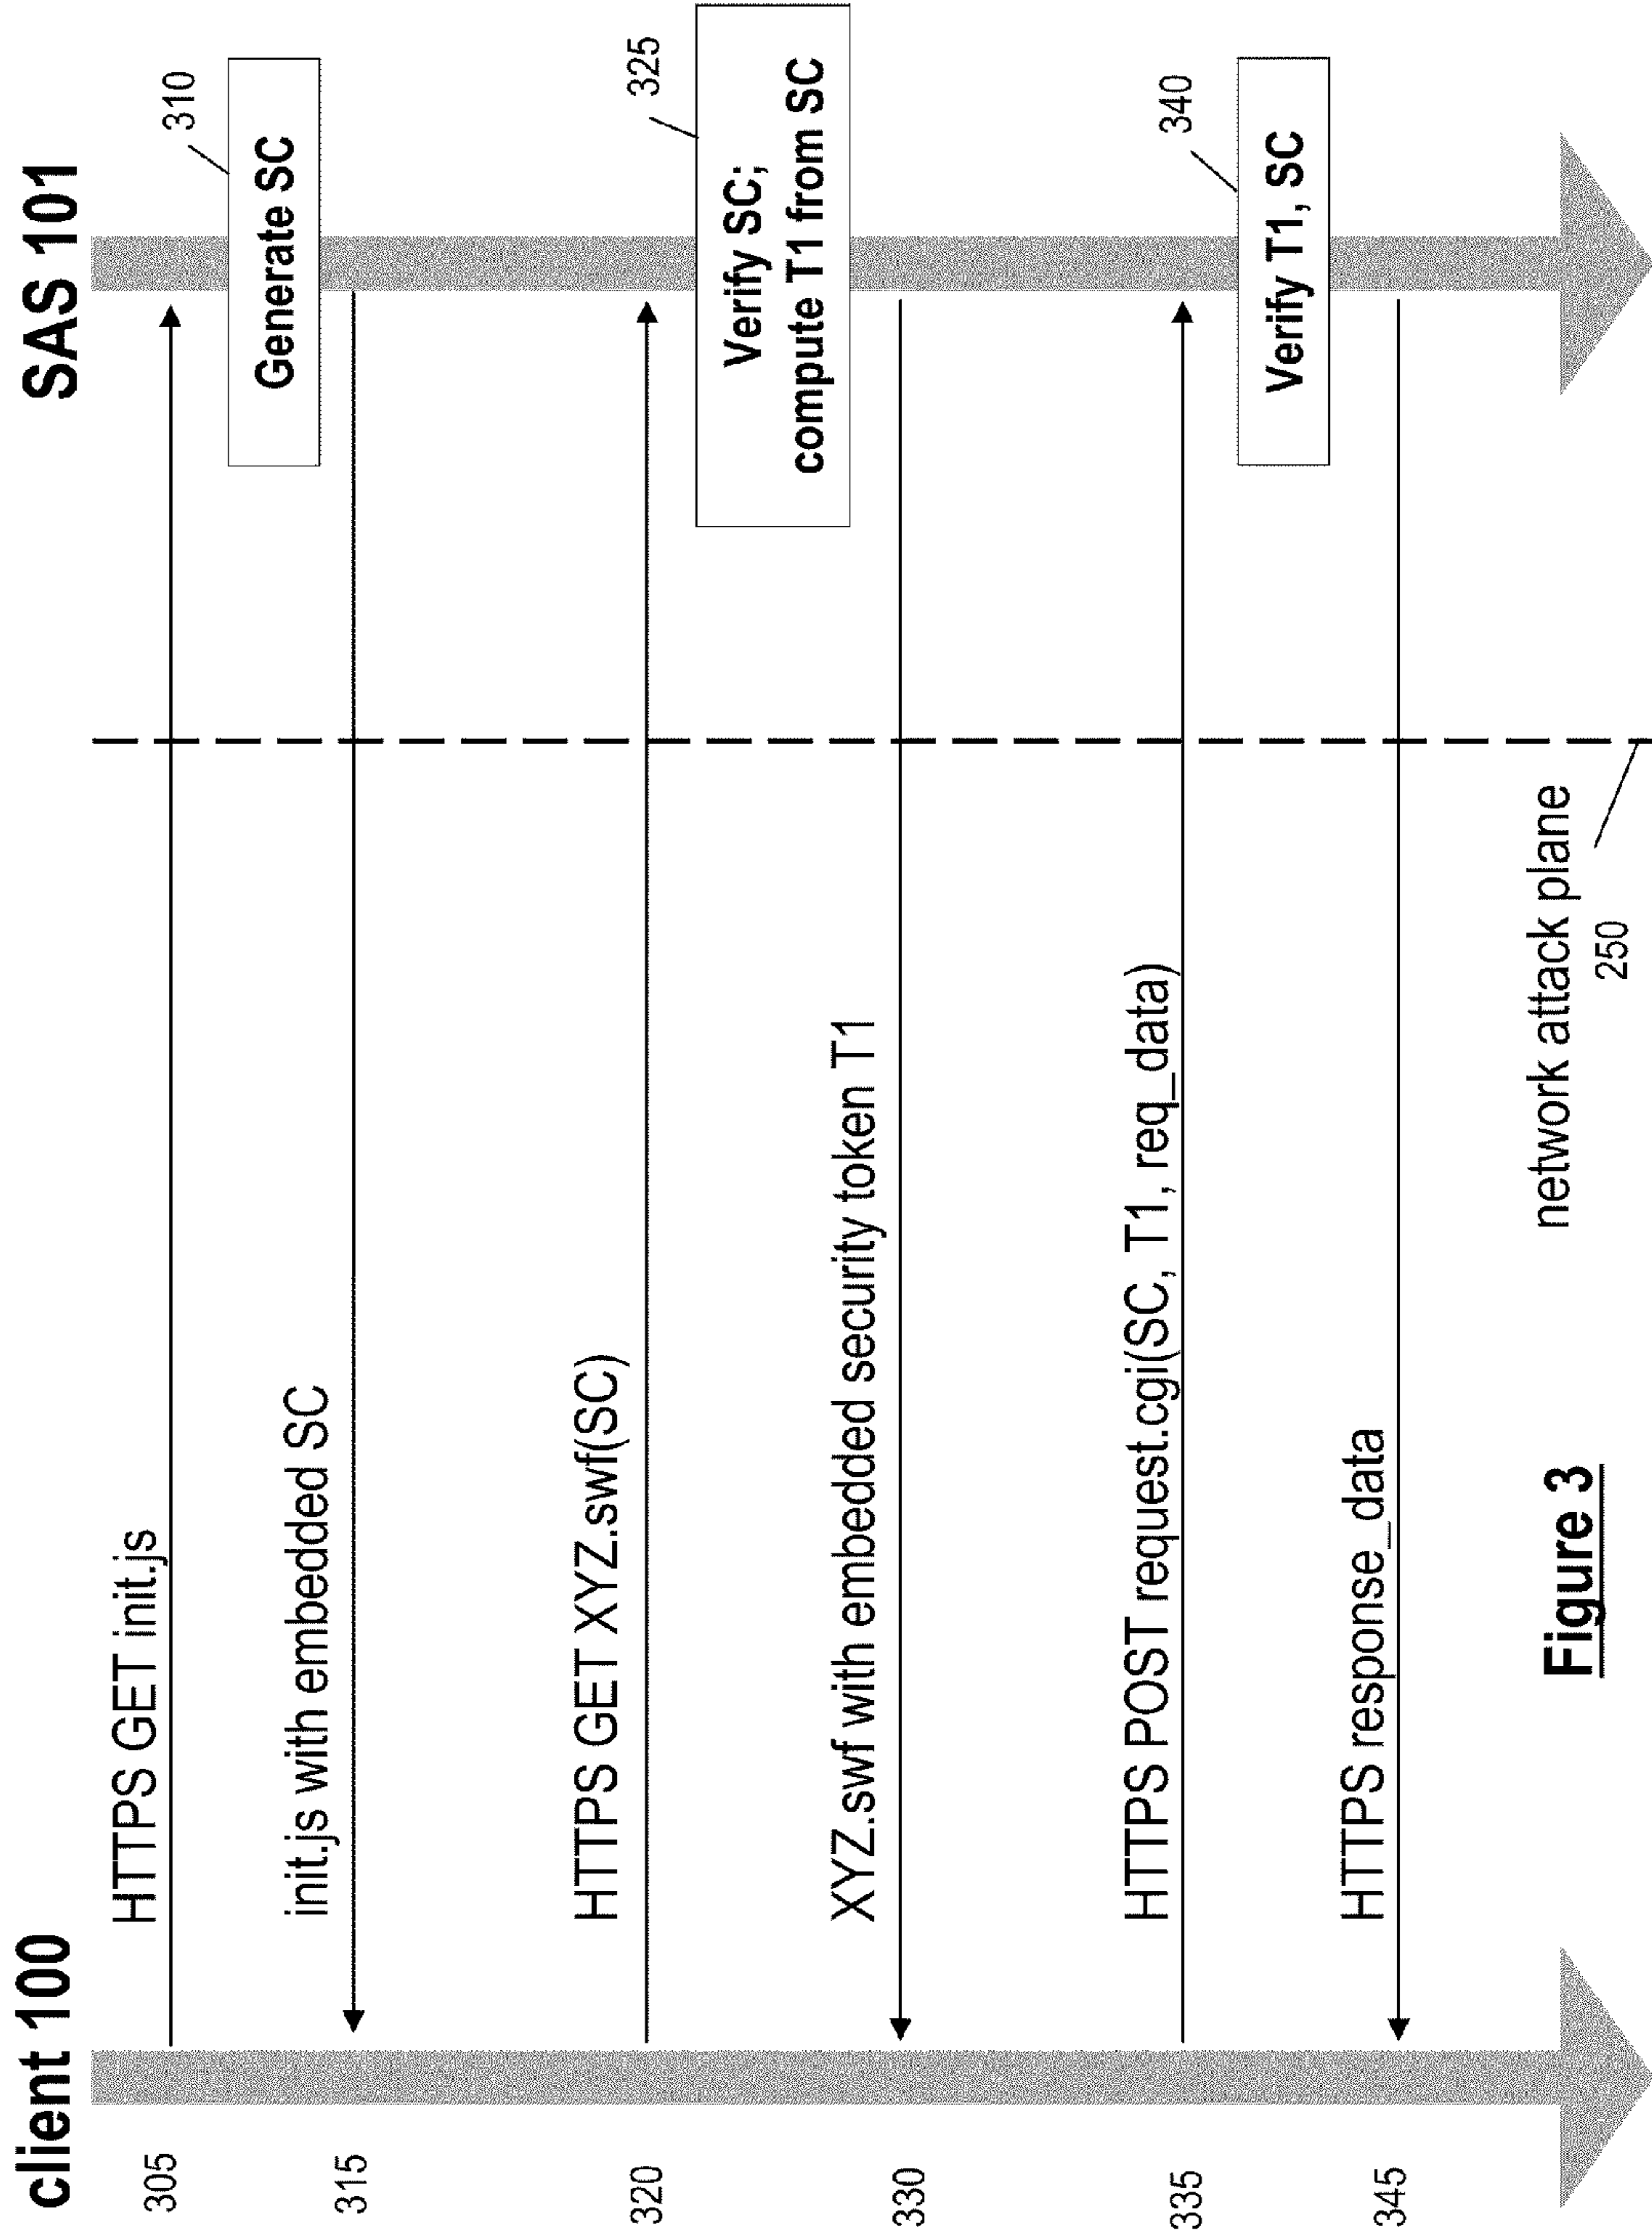 client 100
SAS 101
305
HTTPS GET init.js
310
Generate SC
315
init.js with embedded SC
320
HTTPS GET XYZ.swf(SC)
325
Verify SC;
compute T1 from SC
330
XYZ.swf with embedded security token T1
335
HTTPS POST request.cgi(SC, T1, req_data)
340
Verify T1, SC
345
HTTPS response_data
network attack plane
250
Figure 3